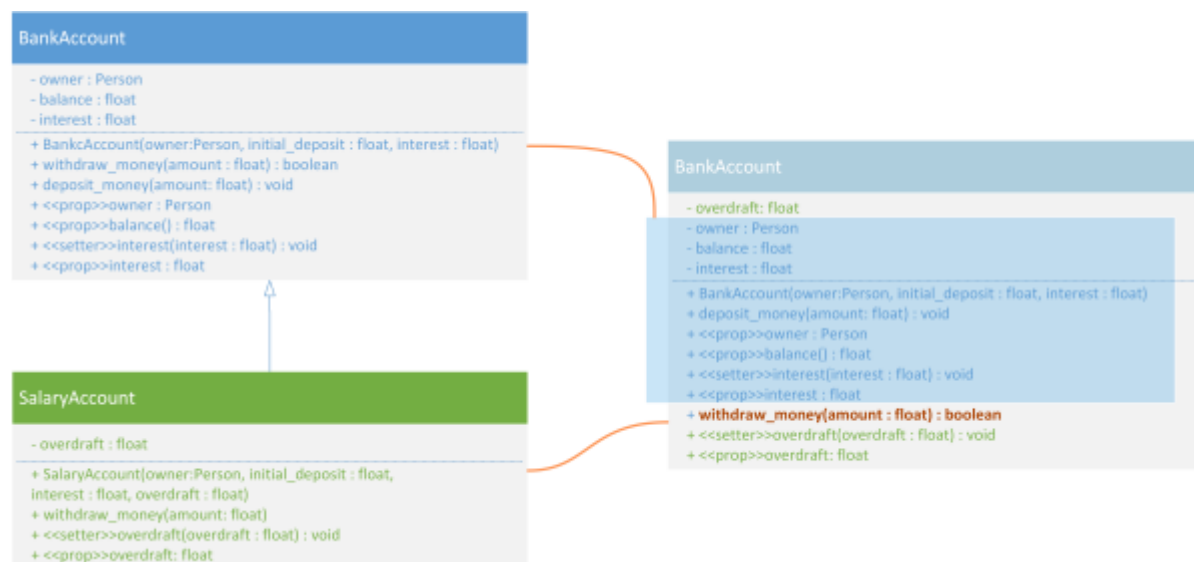 BankAccount
- owner : Person
- balance : float
- interest : float
+ BankcAccount(owner:Person, initial_deposit : float, interest : float)
+ withdraw_money(amount : float) : boolean
+ deposit_money(amount: float) : void
+ <<prop>>owner : Person
+ <<prop>>balance() : float
+ <<setter>>interest(interest : float) : void
+ <<prop>>interest : float
SalaryAccount
- overdraft : float
+ SalaryAccount(owner:Person, initial_deposit : float,
interest : float, overdraft : float)
+ withdraw_money(amount: float)
+ <<setter>>overdraft(overdraft : float) : void
+ <<prop>>overdraft: float
BankAccount
- overdraft: float
- owner : Person
- balance : float
- interest : float
+ BankAccount(owner:Person, initial_deposit : float, interest : float)
+ deposit_money(amount: float) : void
+ <<prop>>owner : Person
+ <<prop>>balance() : float
+ <<setter>>interest(interest : float) : void
+ <<prop>>interest : float
+ withdraw_money(amount : float) : boolean
+ <<setter>>overdraft(overdraft : float) : void
+ <<prop>>overdraft: float